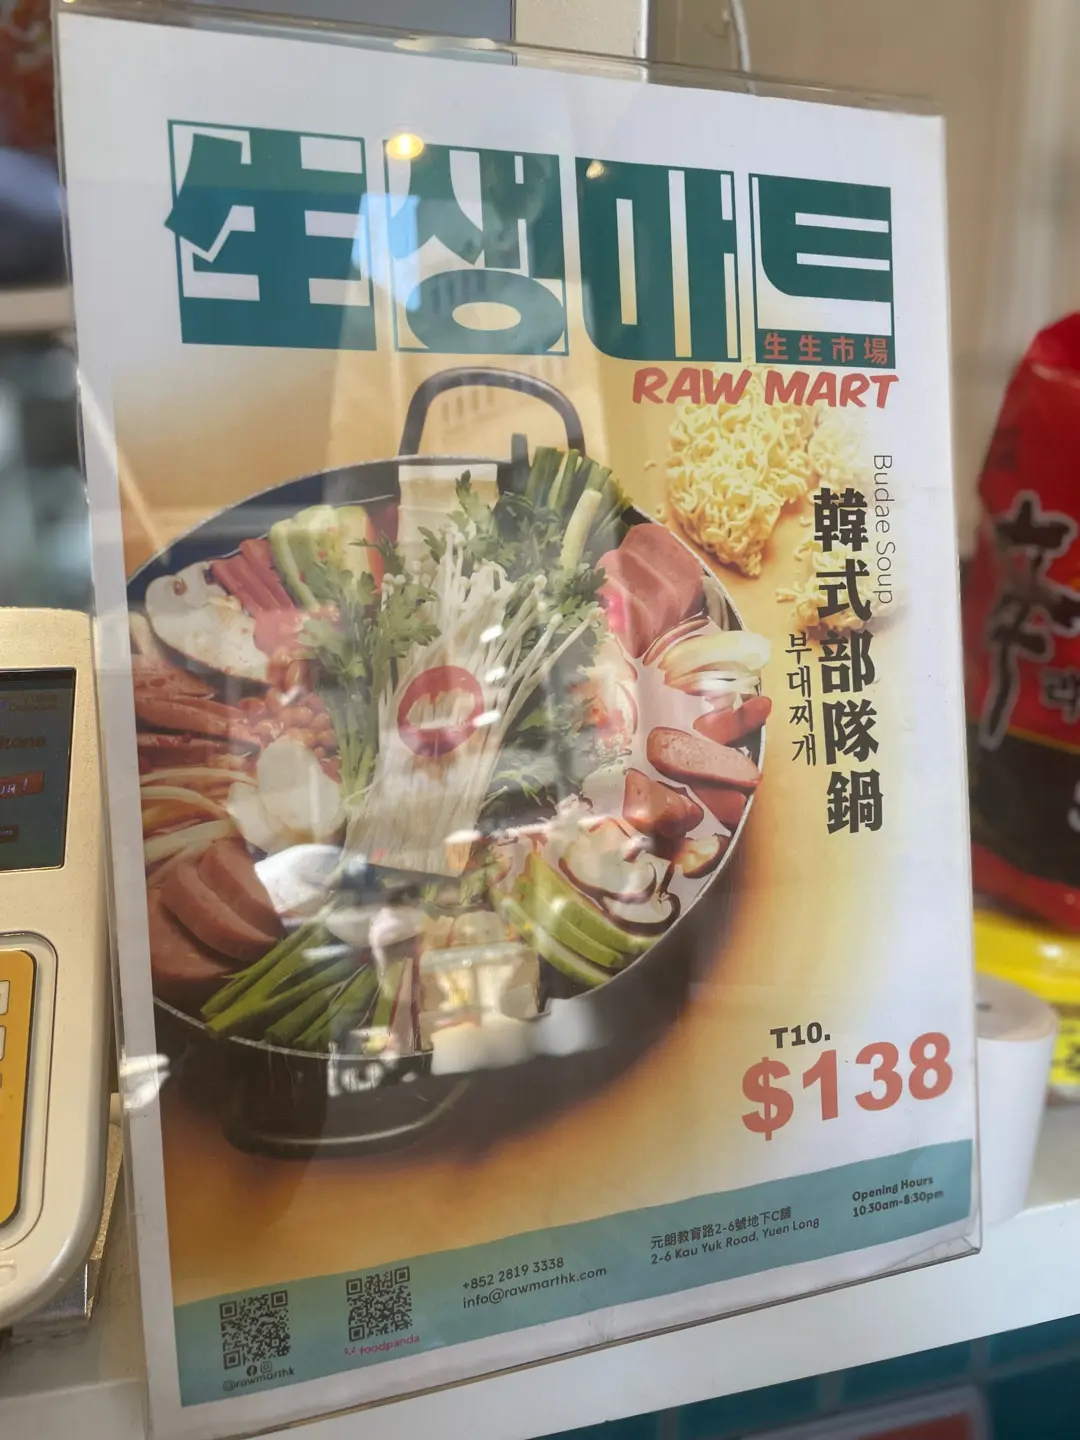 生생마트
生生市場
RAW MART
Budae Soup
韓式部隊鍋
부대찌개
T10.
$138
Opening Hours
10:30am-8:30pm
元朗教育路2-6號地下C舖
2-6 Kau Yuk Road, Yuen Long
+852 2819 3338
info@rawmarthk.com
foodpanda
@rawmarthk
辛
라